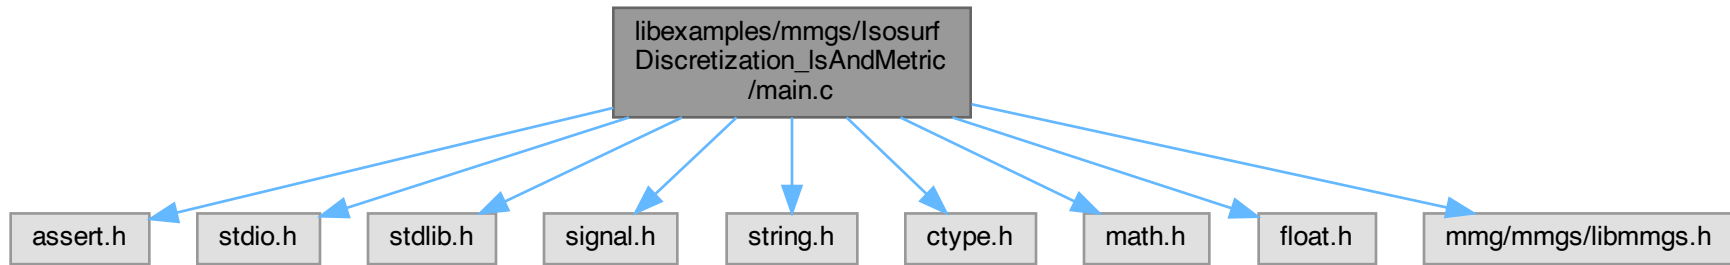 libexamples/mmgs/Isosurf
Discretization_lsAndMetric
/main.c
assert.h
stdio.h
stdlib.h
signal.h
string.h
ctype.h
math.h
float.h
mmg/mmgs/libmmgs.h